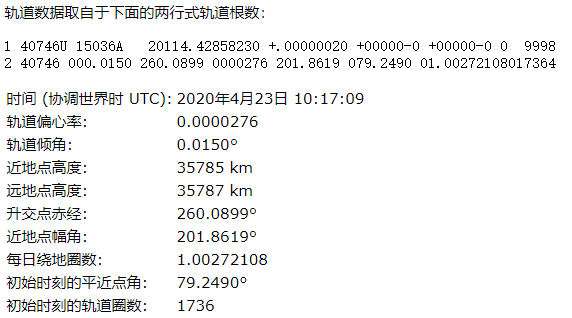 轨道数据取自于下面的两行式轨道根数:
1 40746U 15036A   20114.42858230 +.00000020 +00000-0 +00000-0 0  9998
2 40746 000.0150 260.0899 0000276 201.8619 079.2490 01.00272108017364
时间 (协调世界时 UTC): 2020年4月23日 10:17:09
轨道偏心率: 0.0000276
轨道倾角: 0.0150°
近地点高度: 35785 km
远地点高度: 35787 km
升交点赤经: 260.0899°
近地点幅角: 201.8619°
每日绕地圈数: 1.00272108
初始时刻的平近点角: 79.2490°
初始时刻的轨道圈数: 1736